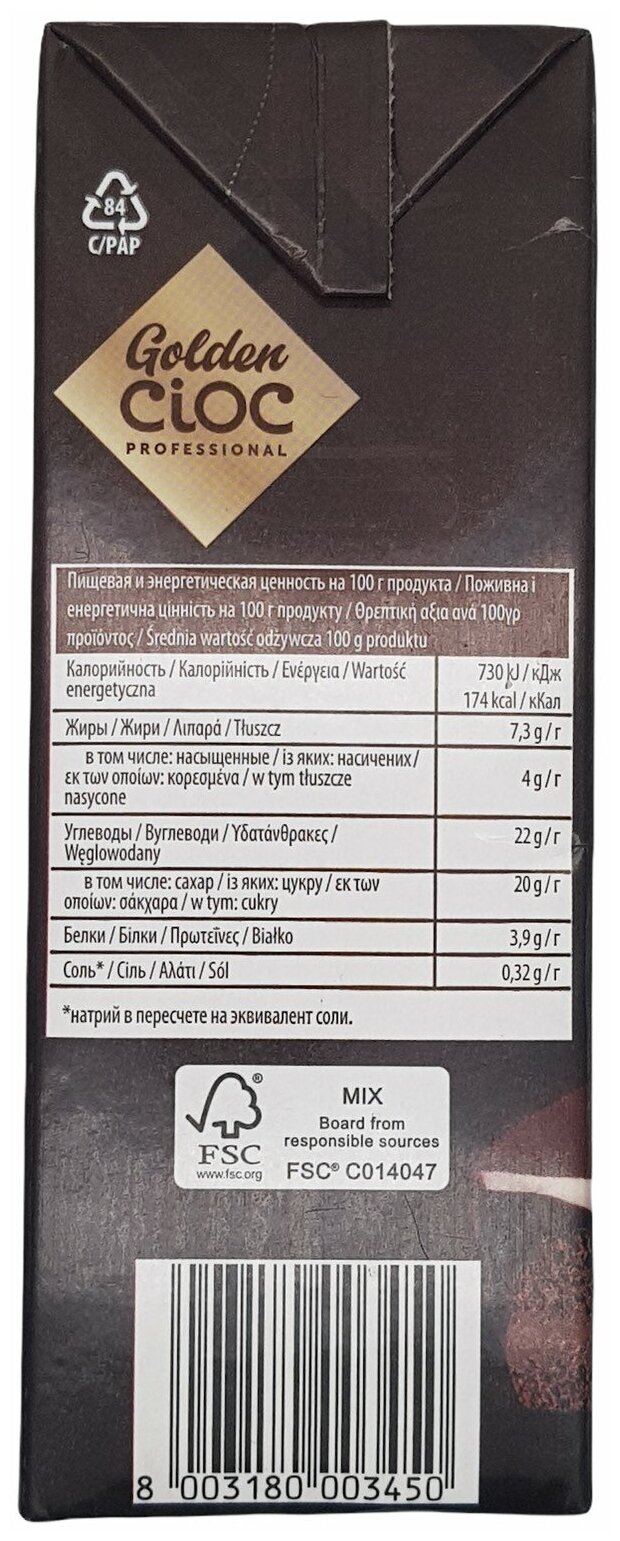 84
C/PAP
Golden
CIOC
PROFESSIONAL
Пищевая и энергетическая ценность на 100 г продукта / Поживна і
енергетична цінність на 100 г продукту / Θρεπτική αξια ανά 100γρ
προϊόντος / Średnia wartość odżywcza 100 g produktu
Калорийность / Калорійність / Ενέργεια / Wartość
energetyczna
730 kJ / кДж
174 kcal / кКал
Жиры / Жири / Λιπαρά / Tłuszcz
7,3 g / г
в том числе: насыщенные / із яких: насичених /
εκ των οποίων: κορεσμένα / w tym tłuszcze
nasycone
4 g / г
Углеводы / Вуглеводи / Υδατάνθρακες /
Węglowodany
22 g / г
в том числе: сахар / із яких: цукру / εκ των
οποίων: σάκχαρα / w tym: cukry
20 g / г
Белки / Білки / Πρωτεΐνες / Białko
3,9 g / г
Соль* / Сіль / Αλάτι / Sól
0,32 g / г
*натрий в пересчете на эквивалент соли.
FSC®
www.fsc.org
MIX
Board from
responsible sources
FSC® C014047
8 003180 003450